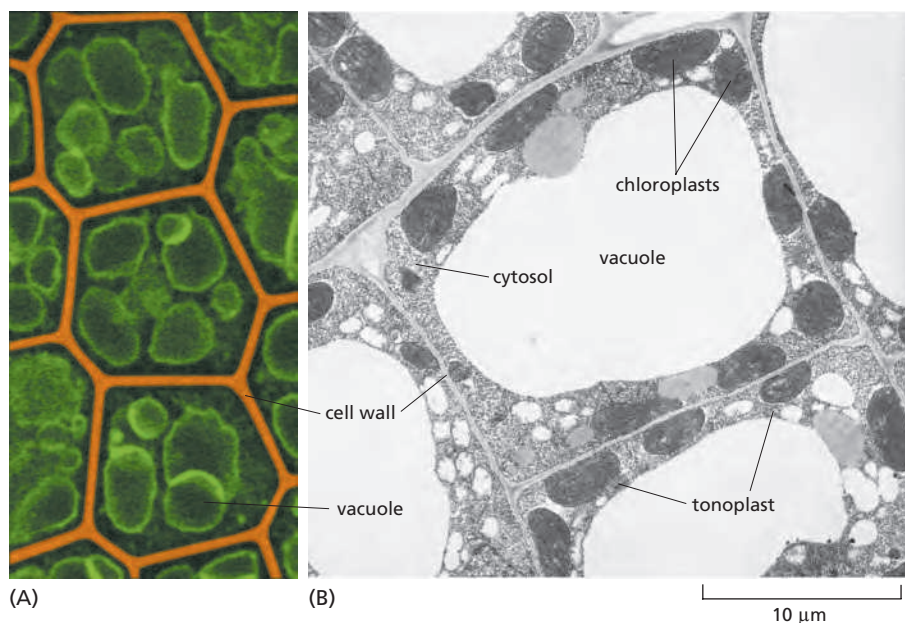 chloroplasts
vacuole
cytosol
cell wall
vacuole
tonoplast
(A)
(B)
10 μm